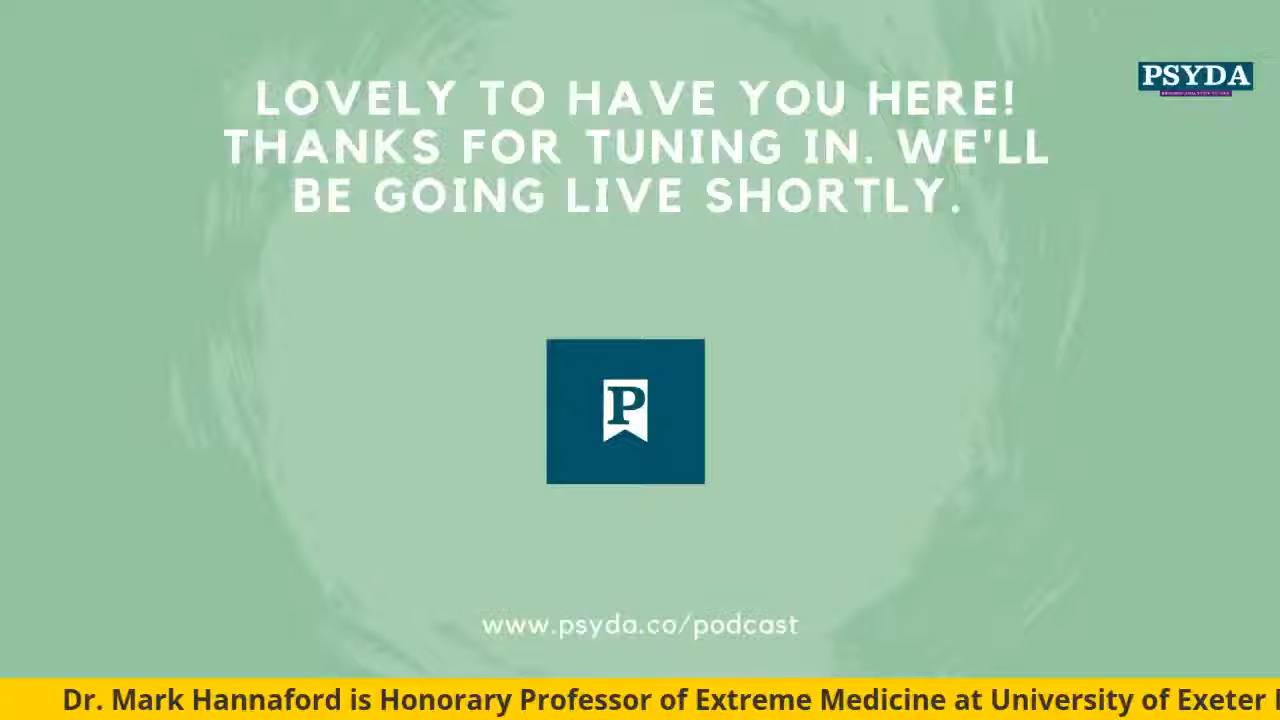 LOVELY TO HAVE YOU HERE!
THANKS FOR TUNING IN. WE'LL
BE GOING LIVE SHORTLY.
PSYDA
P
www.psyda.co/podcast
Dr. Mark Hannaford is Honorary Professor of Extreme Medicine at University of Exeter